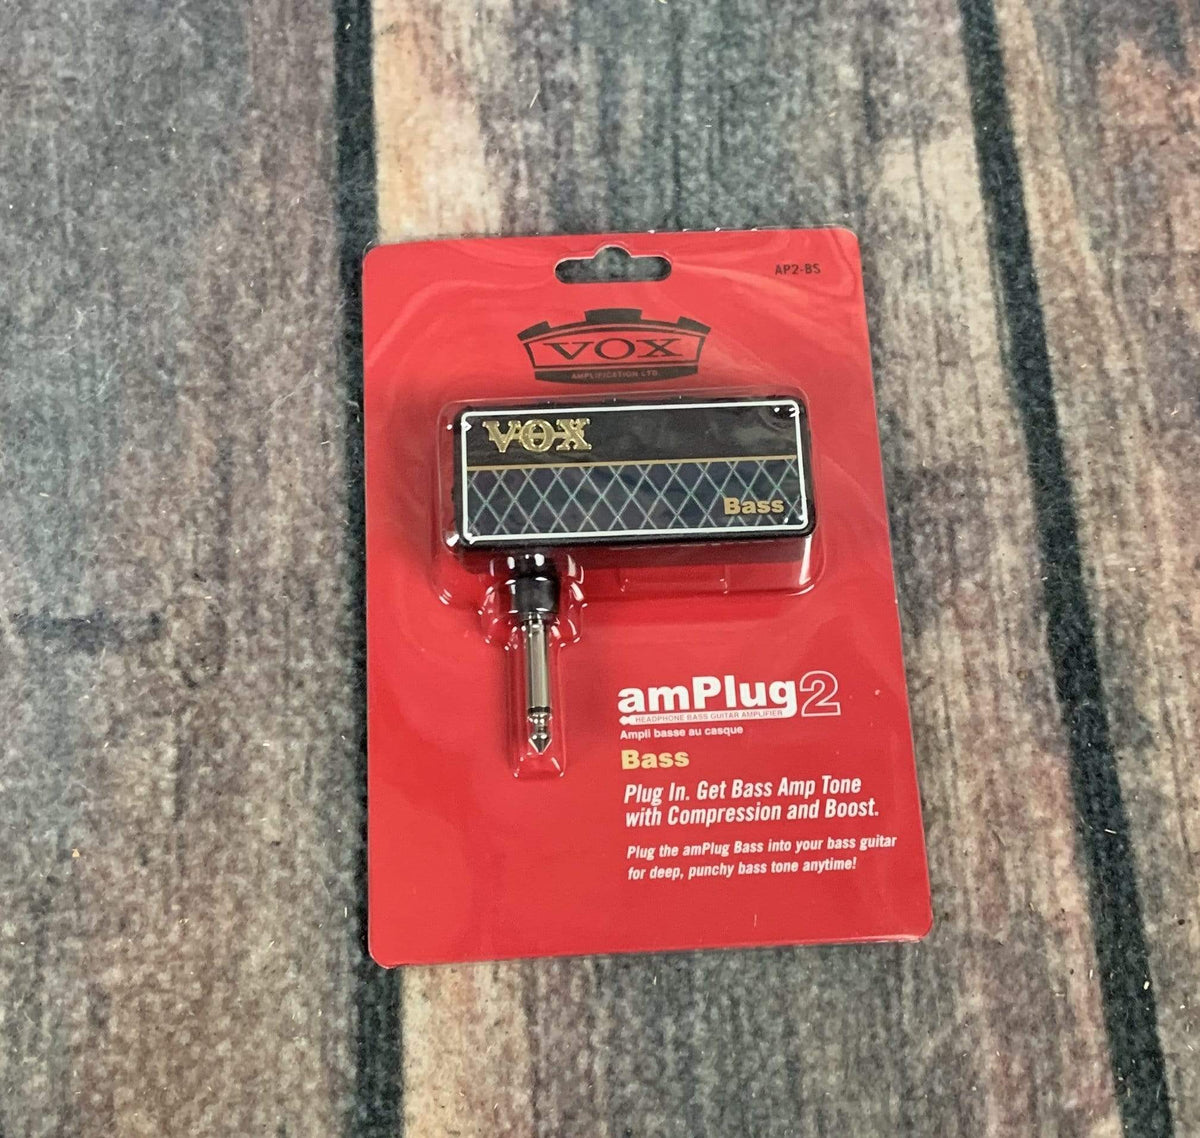 AP2-BS
VOX
AMPLIFICATION LTD.
VOX
Bass
amPlug2
HEADPHONE BASS GUITAR AMPLIFIER
Ampli basse au casque
Bass
Plug In. Get Bass Amp Tone
with Compression and Boost.
Plug the amPlug Bass into your bass guitar
for deep, punchy bass tone anytime!